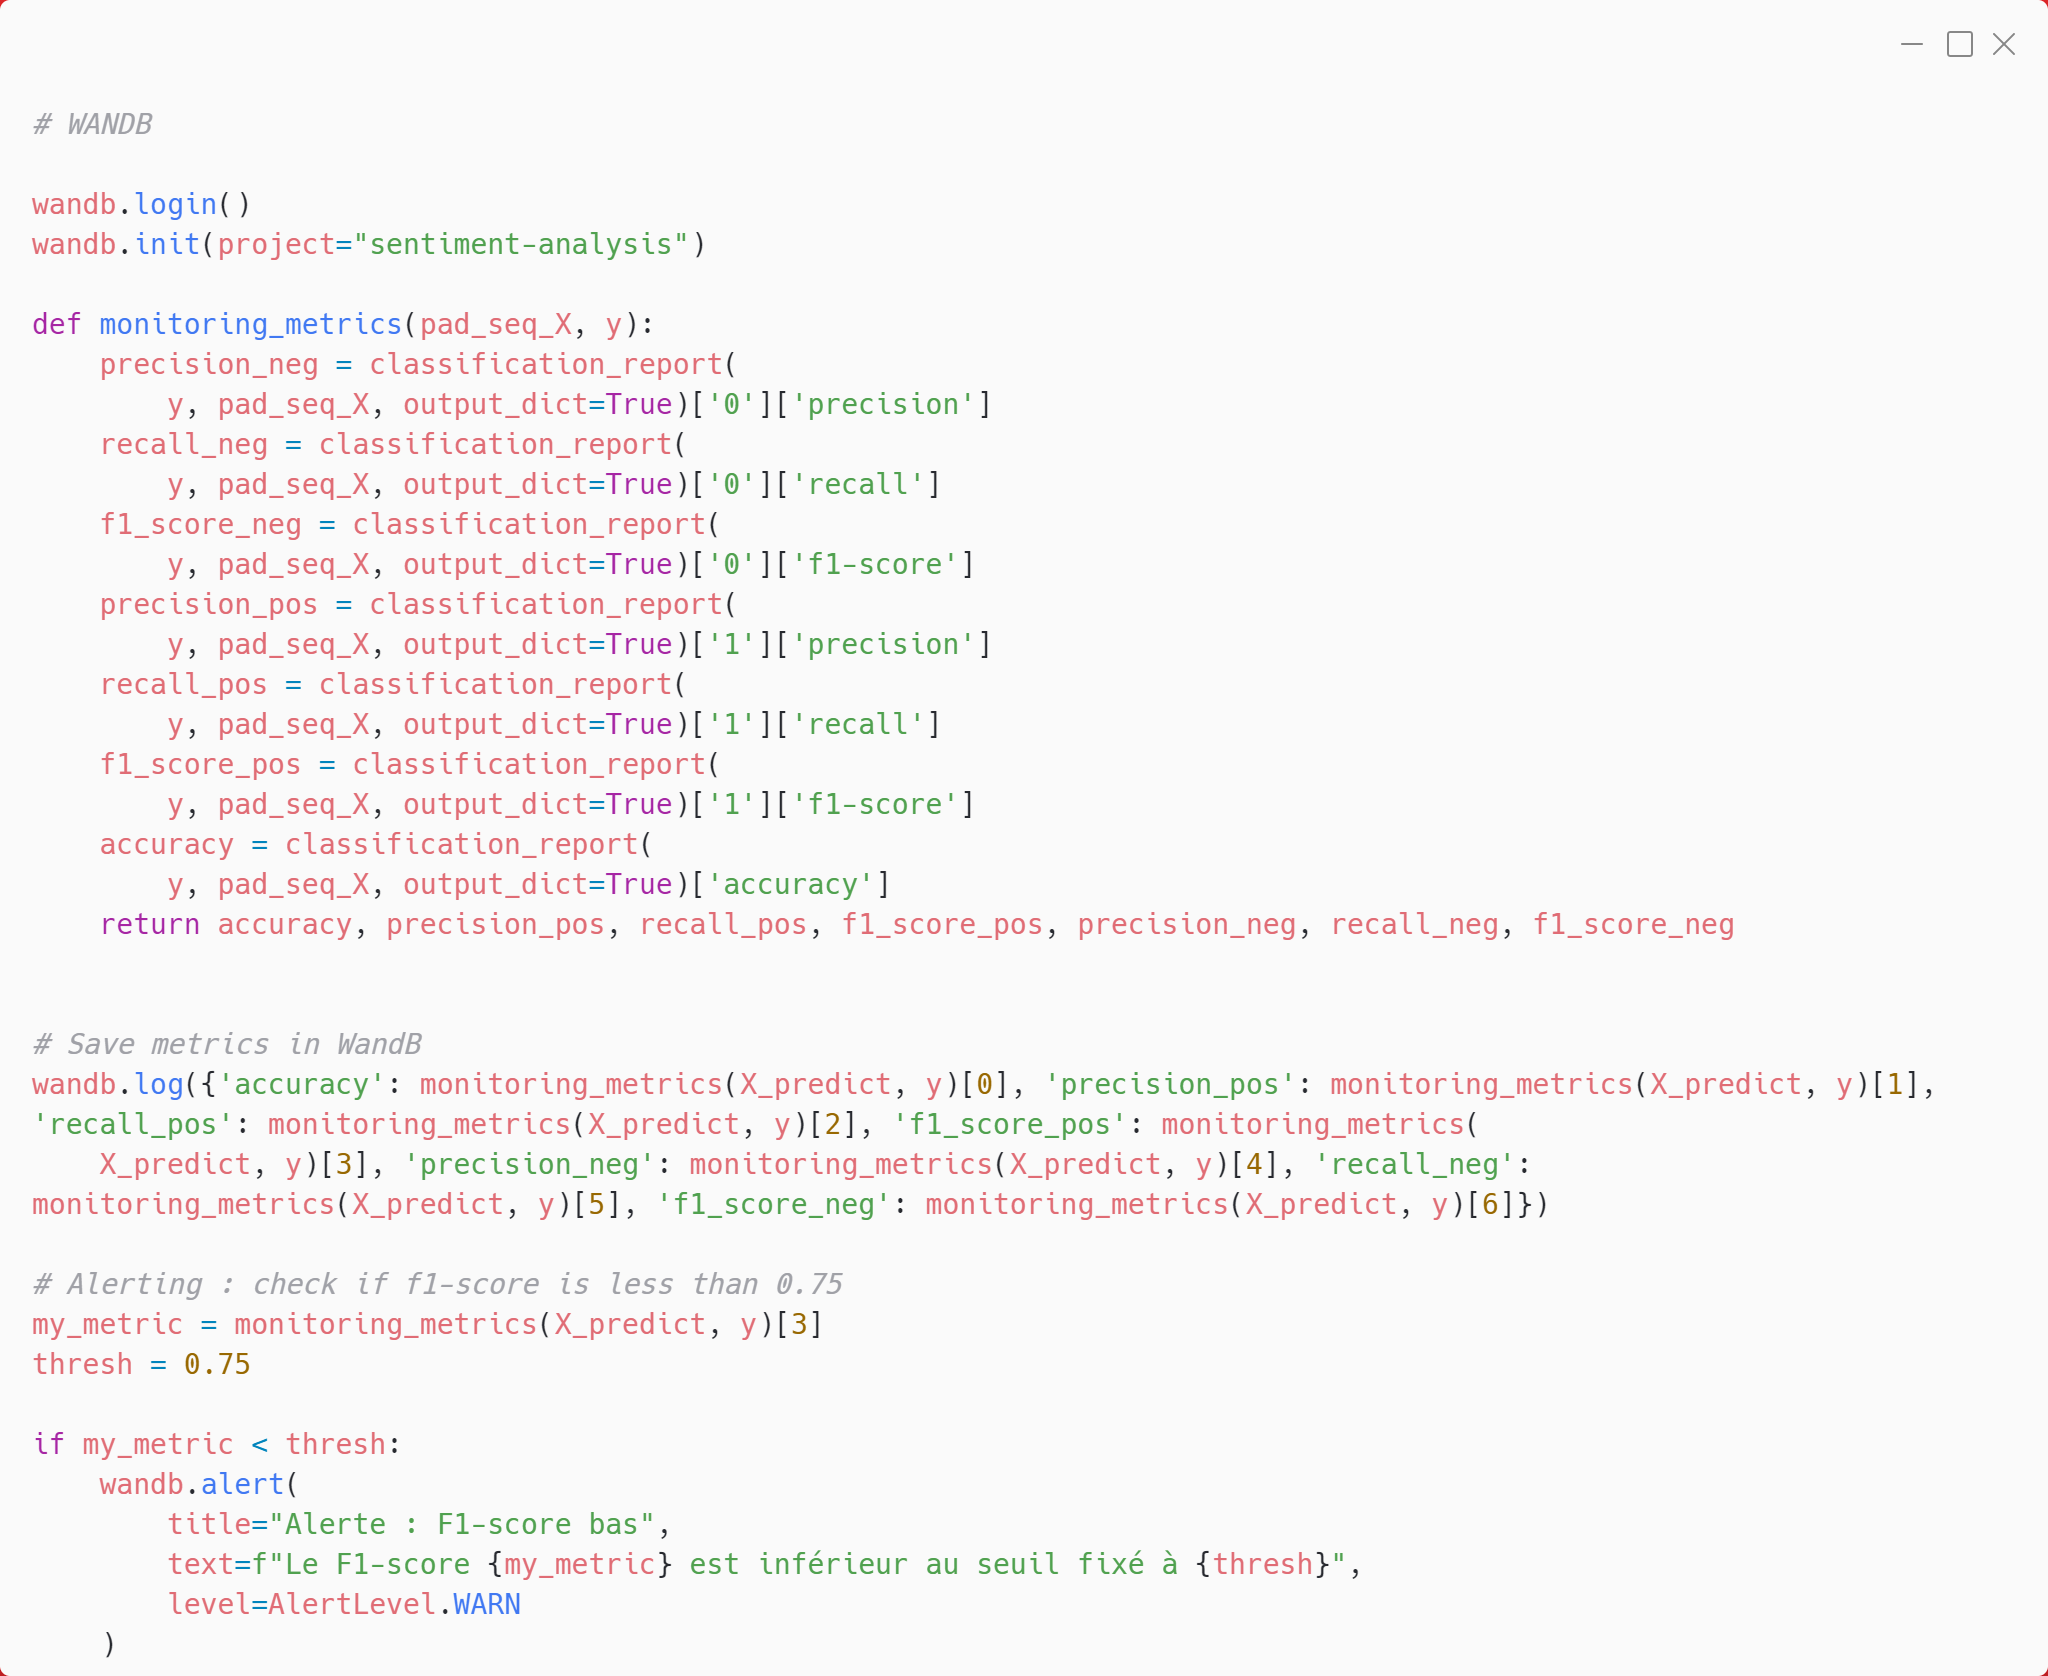 # WANDB
wandb.login()
wandb.init(project="sentiment-analysis")
def monitoring_metrics(pad_seq_X, y):
    precision_neg = classification_report(
        y, pad_seq_X, output_dict=True)['0']['precision']
    recall_neg = classification_report(
        y, pad_seq_X, output_dict=True)['0']['recall']
    f1_score_neg = classification_report(
        y, pad_seq_X, output_dict=True)['0']['f1-score']
    precision_pos = classification_report(
        y, pad_seq_X, output_dict=True)['1']['precision']
    recall_pos = classification_report(
        y, pad_seq_X, output_dict=True)['1']['recall']
    f1_score_pos = classification_report(
        y, pad_seq_X, output_dict=True)['1']['f1-score']
    accuracy = classification_report(
        y, pad_seq_X, output_dict=True)['accuracy']
    return accuracy, precision_pos, recall_pos, f1_score_pos, precision_neg, recall_neg, f1_score_neg
# Save metrics in WandB
wandb.log({'accuracy': monitoring_metrics(X_predict, y)[0], 'precision_pos': monitoring_metrics(X_predict, y)[1],
'recall_pos': monitoring_metrics(X_predict, y)[2], 'f1_score_pos': monitoring_metrics(
    X_predict, y)[3], 'precision_neg': monitoring_metrics(X_predict, y)[4], 'recall_neg':
monitoring_metrics(X_predict, y)[5], 'f1_score_neg': monitoring_metrics(X_predict, y)[6]})
# Alerting : check if f1-score is less than 0.75
my_metric = monitoring_metrics(X_predict, y)[3]
thresh = 0.75
if my_metric < thresh:
    wandb.alert(
        title="Alerte : F1-score bas",
        text=f"Le F1-score {my_metric} est inférieur au seuil fixé à {thresh}",
        level=AlertLevel.WARN
    )